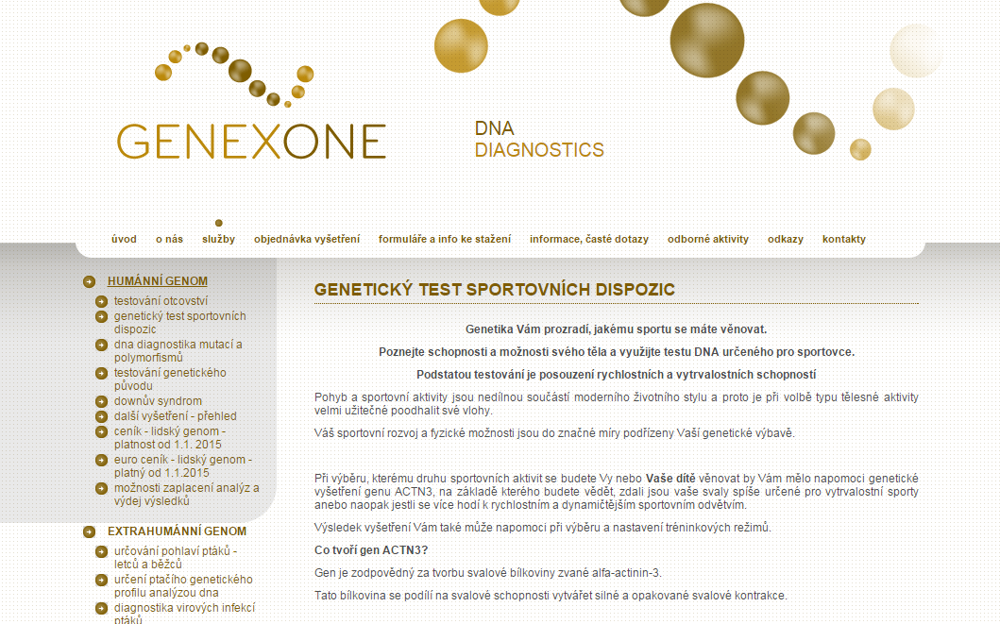 GENEXONE
DNA
DIAGNOSTICS
úvod o nás služby objednávka vyšetření formuláře a info ke stažení informace, časté dotazy odborné aktivity odkazy kontakty
HUMÁNNÍ GENOM
testování otcovství
genetický test sportovních
dispozic
dna diagnostika mutací a
polymorfismů
testování genetického
původu
downův syndrom
další vyšetření - přehled
ceník - lidský genom -
platnost od 1.1. 2015
euro ceník - lidský genom -
platný od 1.1.2015
možnosti zaplacení analýz a
výdej výsledků
EXTRAHUMÁNNÍ GENOM
určování pohlaví ptáků -
letců a běžců
určení ptačího genetického
profilu analýzou dna
diagnostika virových infekcí
ptáků
GENETICKÝ TEST SPORTOVNÍCH DISPOZIC
Genetika Vám prozradí, jakému sportu se máte věnovat.
Poznejte schopnosti a možnosti svého těla a využijte testu DNA určeného pro sportovce.
Podstatou testování je posouzení rychlostních a vytrvalostních schopností
Pohyb a sportovní aktivity jsou nedílnou součástí moderního životního stylu a proto je při volbě typu tělesné aktivity
velmi užitečné poodhalit své vlohy.
Váš sportovní rozvoj a fyzické možnosti jsou do značné míry podřízeny Vaší genetické výbavě.
Při výběru, kterému druhu sportovních aktivit se budete Vy nebo Vaše dítě věnovat by Vám mělo napomoci genetické
vyšetření genu ACTN3, na základě kterého budete vědět, zdali jsou vaše svaly spíše určené pro vytrvalostní sporty
anebo naopak jestli se více hodí k rychlostním a dynamičtějším sportovním odvětvím.
Výsledek vyšetření Vám také může napomoci při výběru a nastavení tréninkových režimů.
Co tvoří gen ACTN3?
Gen je zodpovědný za tvorbu svalové bílkoviny zvané alfa-actinin-3.
Tato bílkovina se podílí na svalové schopnosti vytvářet silné a opakované svalové kontrakce.